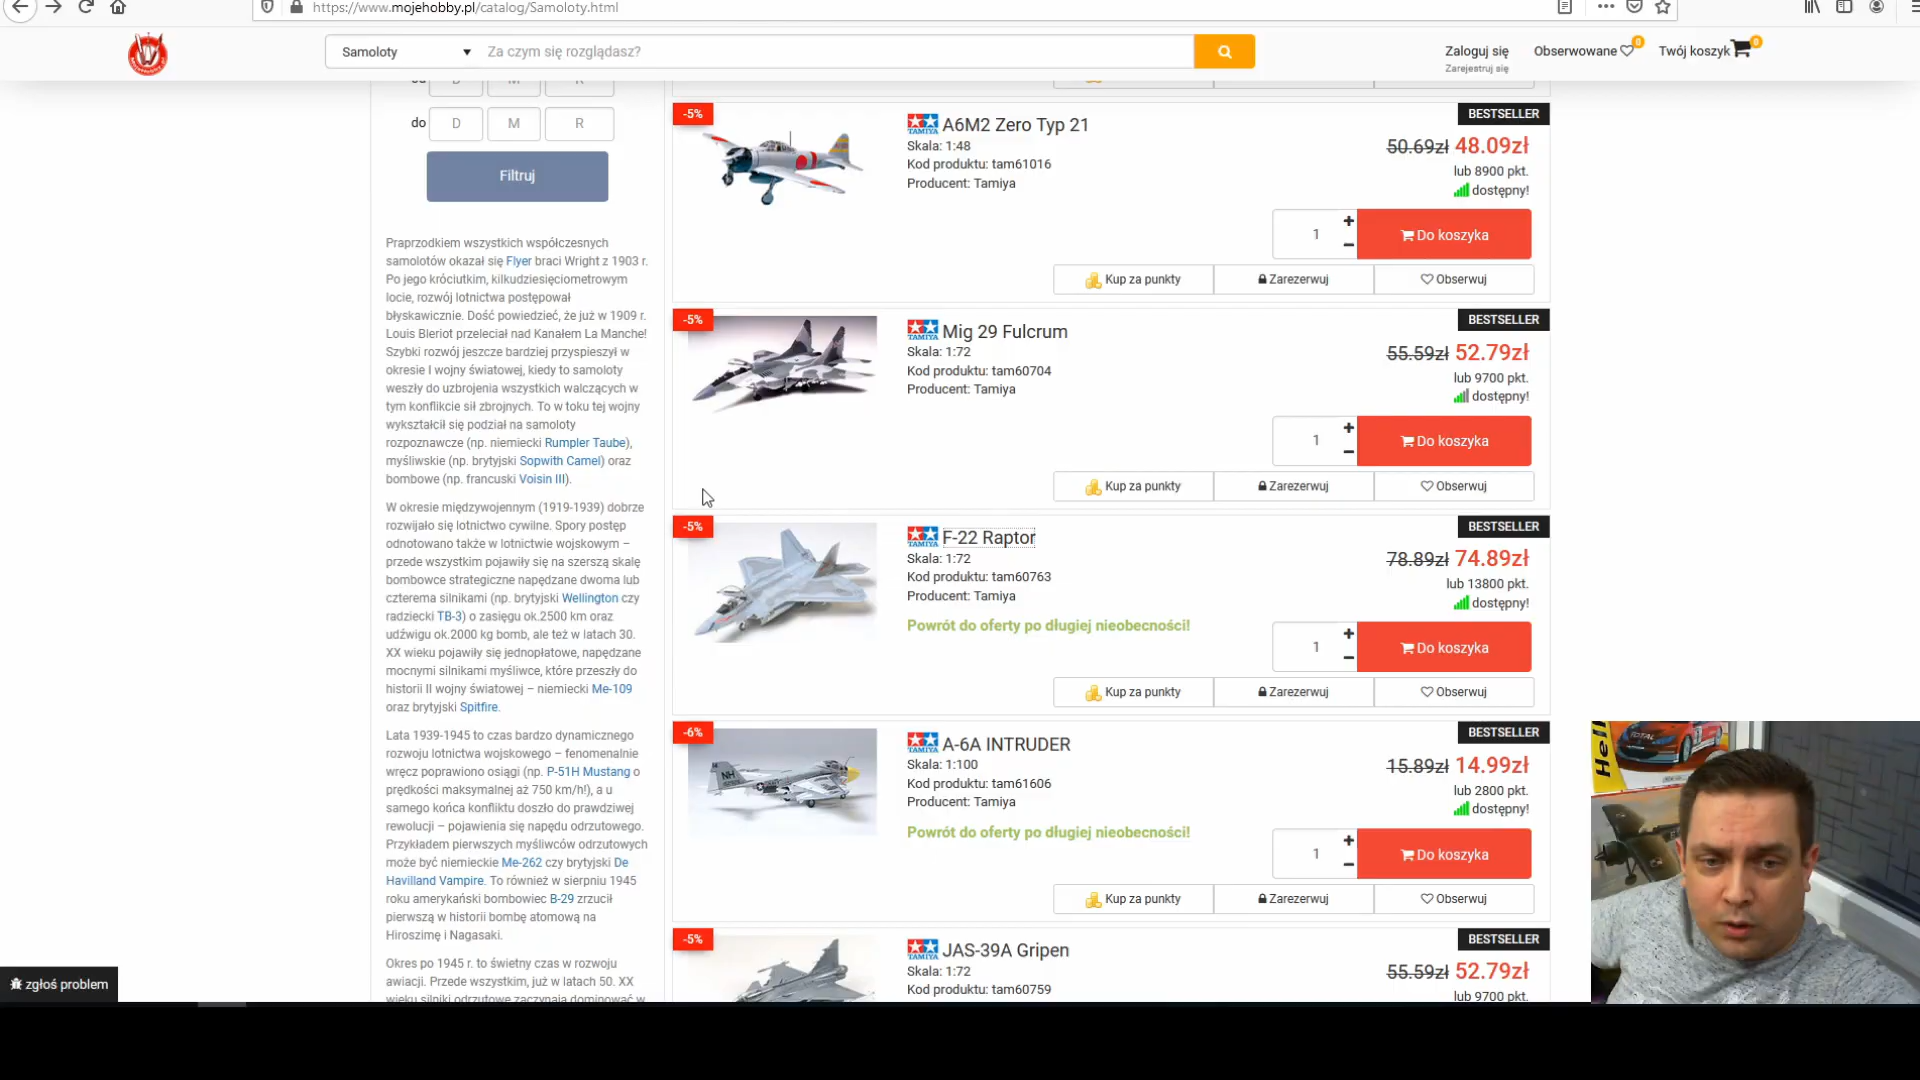 https://www.mojehobby.pl/catalog/Samoloty.html
Samoloty
Za czym się rozglądasz?
Zaloguj się
Zarejestruj się
Obserwowane
0
Twój koszyk
0
do
D
M
R
Filtruj
Praprzodkiem wszystkich współczesnych
samolotów okazał się Flyer braci Wright z 1903 r.
Po jego króciutkim, kilkudziesięciometrowym
locie, rozwój lotnictwa postępował
błyskawicznie. Dość powiedzieć, że już w 1909 r.
Louis Bleriot przeleciał nad Kanałem La Manche!
Szybki rozwój jeszcze bardziej przyspieszył w
okresie I wojny światowej, kiedy to samoloty
weszły do uzbrojenia wszystkich walczących w
tym konflikcie sił zbrojnych. To w toku tej wojny
wykształcił się podział na samoloty
rozpoznawcze (np. niemiecki Rumpler Taube),
myśliwskie (np. brytyjski Sopwith Camel) oraz
bombowe (np. francuski Voisin III).
W okresie międzywojennym (1919-1939) dobrze
rozwijało się lotnictwo cywilne. Spory postęp
odnotowano także w lotnictwie wojskowym –
przede wszystkim pojawiły się na szerszą skalę
bombowce strategiczne napędzane dwoma lub
czterema silnikami (np. brytyjski Wellington czy
radziecki TB-3) o zasięgu ok.2500 km oraz
udźwigu ok.2000 kg bomb, ale też w latach 30.
XX wieku pojawiły się jednopłatowe, napędzane
mocnymi silnikami myśliwce, które przeszły do
historii II wojny światowej – niemiecki Me-109
oraz brytyjski Spitfire.
Lata 1939-1945 to czas bardzo dynamicznego
rozwoju lotnictwa wojskowego – fenomenalnie
wręcz poprawiono osiągi (np. P-51H Mustang o
prędkości maksymalnej aż 750 km/h!), a u
samego końca konfliktu doszło do prawdziwej
rewolucji – pojawienia się napędu odrzutowego.
Przykładem pierwszych myśliwców odrzutowych
może być niemieckie Me-262 czy brytyjski De
Havilland Vampire. To również w sierpniu 1945
roku amerykański bombowiec B-29 zrzucił
pierwszą w historii bombę atomową na
Hiroszimę i Nagasaki.
Okres po 1945 r. to świetny czas w rozwoju
awiacji. Przede wszystkim, już w latach 50. XX
wieku silniki odrzutowe zaczynają dominować w
zgłoś problem
-5%
TAMIYA A6M2 Zero Typ 21
Skala: 1:48
Kod produktu: tam61016
Producent: Tamiya
BESTSELLER
50.69zł 48.09zł
lub 8900 pkt.
dostępny!
1
+
−
Do koszyka
Kup za punkty
Zarezerwuj
Obserwuj
-5%
TAMIYA Mig 29 Fulcrum
Skala: 1:72
Kod produktu: tam60704
Producent: Tamiya
BESTSELLER
55.59zł 52.79zł
lub 9700 pkt.
dostępny!
1
+
−
Do koszyka
Kup za punkty
Zarezerwuj
Obserwuj
-5%
TAMIYA F-22 Raptor
Skala: 1:72
Kod produktu: tam60763
Producent: Tamiya
Powrót do oferty po długiej nieobecności!
BESTSELLER
78.89zł 74.89zł
lub 13800 pkt.
dostępny!
1
+
−
Do koszyka
Kup za punkty
Zarezerwuj
Obserwuj
-6%
TAMIYA A-6A INTRUDER
Skala: 1:100
Kod produktu: tam61606
Producent: Tamiya
Powrót do oferty po długiej nieobecności!
BESTSELLER
15.89zł 14.99zł
lub 2800 pkt.
dostępny!
1
+
−
Do koszyka
Kup za punkty
Zarezerwuj
Obserwuj
NH
-5%
TAMIYA JAS-39A Gripen
Skala: 1:72
Kod produktu: tam60759
BESTSELLER
55.59zł 52.79zł
lub 9700 pkt.
Hell
TOTAL